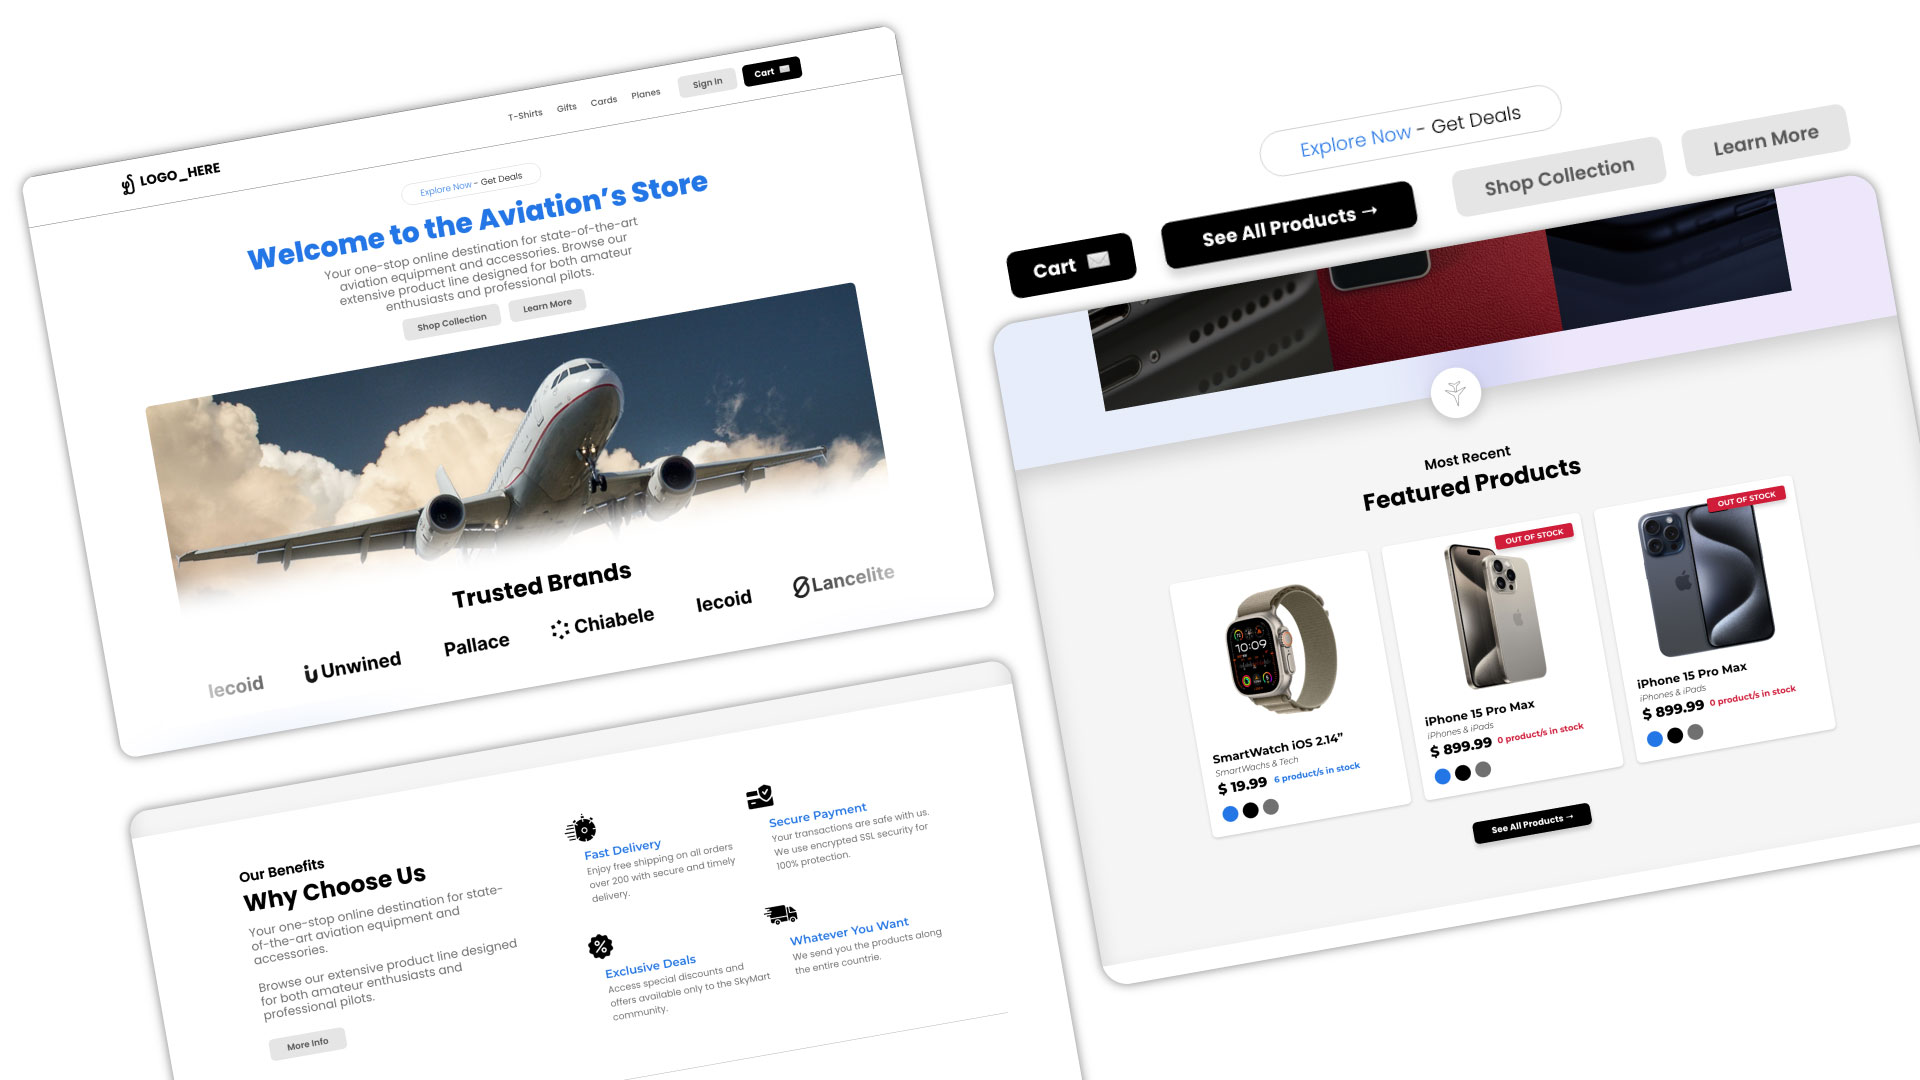 LOGO_HERE
T-Shirts
Gifts
Cards
Planes
Sign In
Cart
Explore Now - Get Deals
Welcome to the Aviation's Store
Your one-stop online destination for state-of-the-art
aviation equipment and accessories. Browse our
extensive product line designed for both amateur
enthusiasts and professional pilots.
Shop Collection
Learn More
Trusted Brands
lecoid
Unwined
Pallace
Chiabele
lecoid
Lancelite
Our Benefits
Why Choose Us
Your one-stop online destination for state-
of-the-art aviation equipment and
accessories.
Browse our extensive product line designed
for both amateur enthusiasts and
professional pilots.
More Info
Fast Delivery
Enjoy free shipping on all orders
over 200 with secure and timely
delivery.
Secure Payment
Your transactions are safe with us.
We use encrypted SSL security for
100% protection.
Exclusive Deals
Access special discounts and
offers available only to the SkyMart
community.
Whatever You Want
We send you the products along
the entire countrie.
Explore Now - Get Deals
Cart
See All Products →
Shop Collection
Learn More
Most Recent
Featured Products
10:09
SmartWatch iOS 2.14”
SmartWachs & Tech
$ 19.99 6 product/s in stock
OUT OF STOCK
iPhone 15 Pro Max
iPhones & iPads
$ 899.99 0 product/s in stock
OUT OF STOCK
iPhone 15 Pro Max
iPhones & iPads
$ 899.99 0 product/s in stock
See All Products →